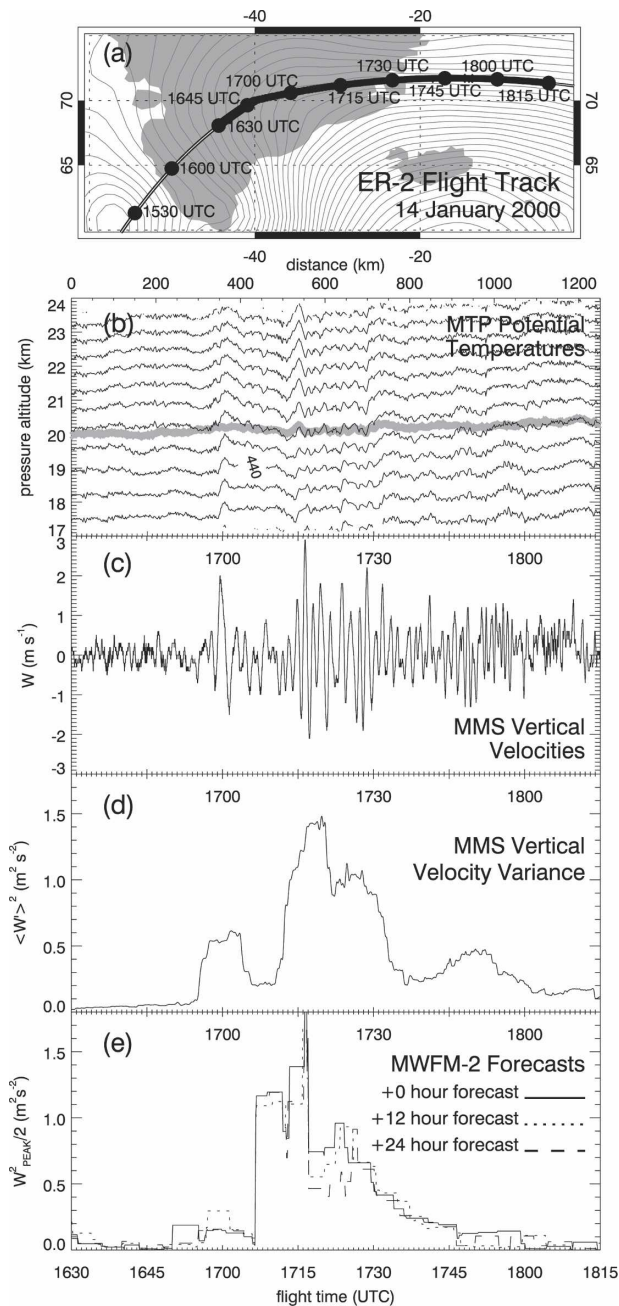 -40 -20
(a)
1730 UTC 1800 UTC
1700 UTC
1645 UTC 1715 UTC 1745 UTC 1815 UTC
70 70
1630 UTC
65 1600 UTC 65
ER-2 Flight Track
1530 UTC 14 January 2000
-40 -20
distance (km)
0 200 400 600 800 1000 1200
(b)
MTP Potential
Temperatures
pressure altitude (km)
24
23
22
21
20
19
18
17
440
(c)
1700 1730 1800
W (m s⁻¹)
3
2
1
0
-1
-2
-3
MMS Vertical
Velocities
(d)
1700 1730 1800
MMS Vertical
Velocity Variance
<W'>² (m² s⁻²)
1.5
1.0
0.5
0.0
(e)
1700 1730 1800
MWFM-2 Forecasts
+0 hour forecast
+12 hour forecast
+24 hour forecast
W²PEAK/2 (m²s⁻²)
1.5
1.0
0.5
0.0
1630 1645 1700 1715 1730 1745 1800 1815
flight time (UTC)